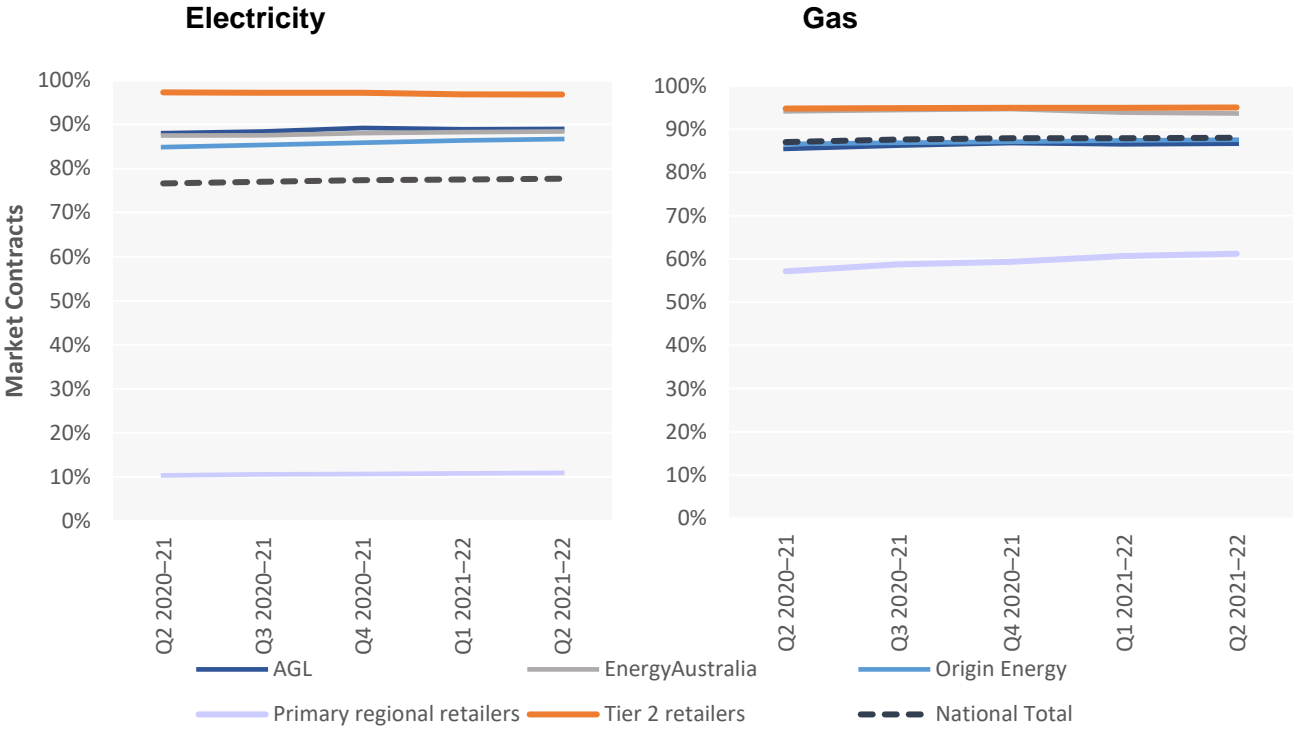 Electricity
Gas
Market Contracts
100%
90%
80%
70%
60%
50%
40%
30%
20%
10%
0%
Q2 2020–21
Q3 2020–21
Q4 2020–21
Q1 2021–22
Q2 2021–22
100%
90%
80%
70%
60%
50%
40%
30%
20%
10%
0%
Q2 2020–21
Q3 2020–21
Q4 2020–21
Q1 2021–22
Q2 2021–22
AGL
EnergyAustralia
Origin Energy
Primary regional retailers
Tier 2 retailers
National Total